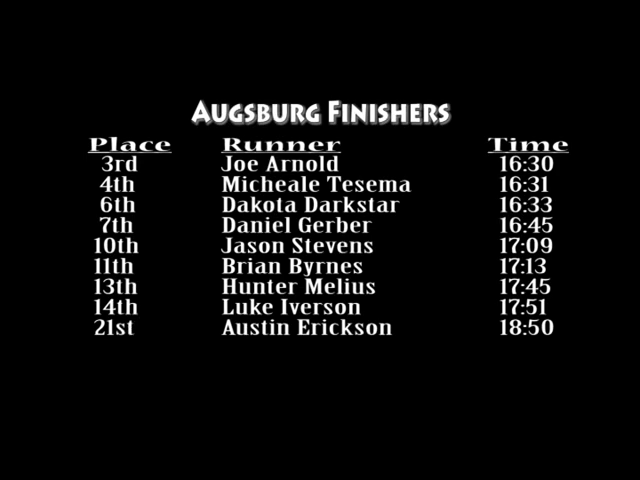 Augsburg Finishers
Place Runner Time
3rd Joe Arnold 16:30
4th Micheale Tesema 16:31
6th Dakota Darkstar 16:33
7th Daniel Gerber 16:45
10th Jason Stevens 17:09
11th Brian Byrnes 17:13
13th Hunter Melius 17:45
14th Luke Iverson 17:51
21st Austin Erickson 18:50